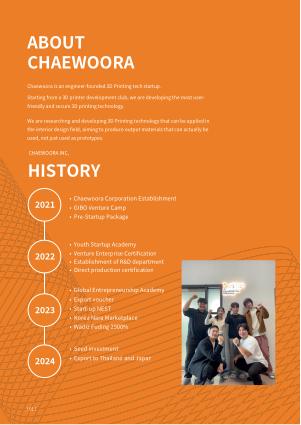 ABOUT
CHAEWOORA
Chaewoora is an engineer-founded 3D Printing tech startup.
Starting from a 3D printer development club, we are developing the most user-
friendly and secure 3D printing technology.
We are researching and developing 3D Printing technology that can be applied in
the interior design field, aiming to produce output materials that can actually be
used, not just used as prototypes.
CHAEWOORA INC,
HISTORY
2021
• Chaewoora Corporation Establishment
• GIBO Venture Camp
• Pre-Startup Package
2022
• Youth Startup Academy
• Venture Enterprise Certification
• Establishment of R&D department
• Direct production certification
2023
• Global Entrepreneurship Academy
• Export voucher
• Start-up NEST
• Korea Nara Marketplace
• Wadiz Fuding 2500%
2024
• Seed investment
• Export to Thailand and Japan